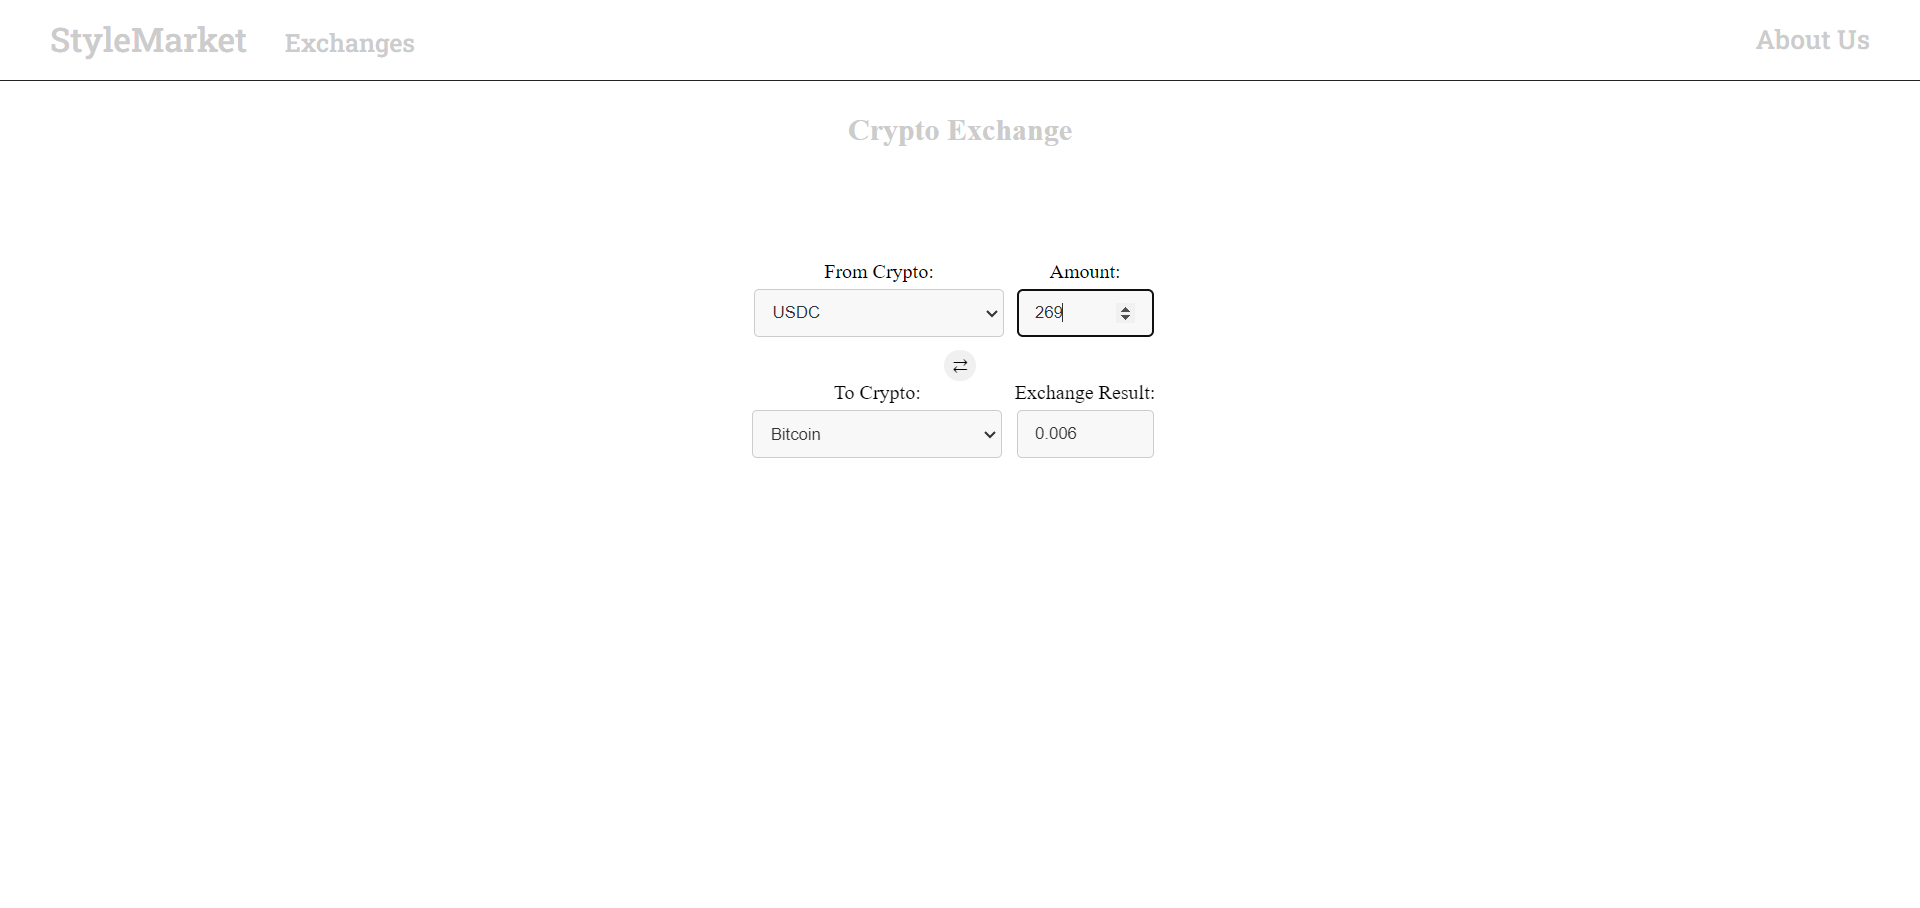 StyleMarket Exchanges About Us
Crypto Exchange
From Crypto: Amount:
USDC 269
To Crypto: Exchange Result:
Bitcoin 0.006